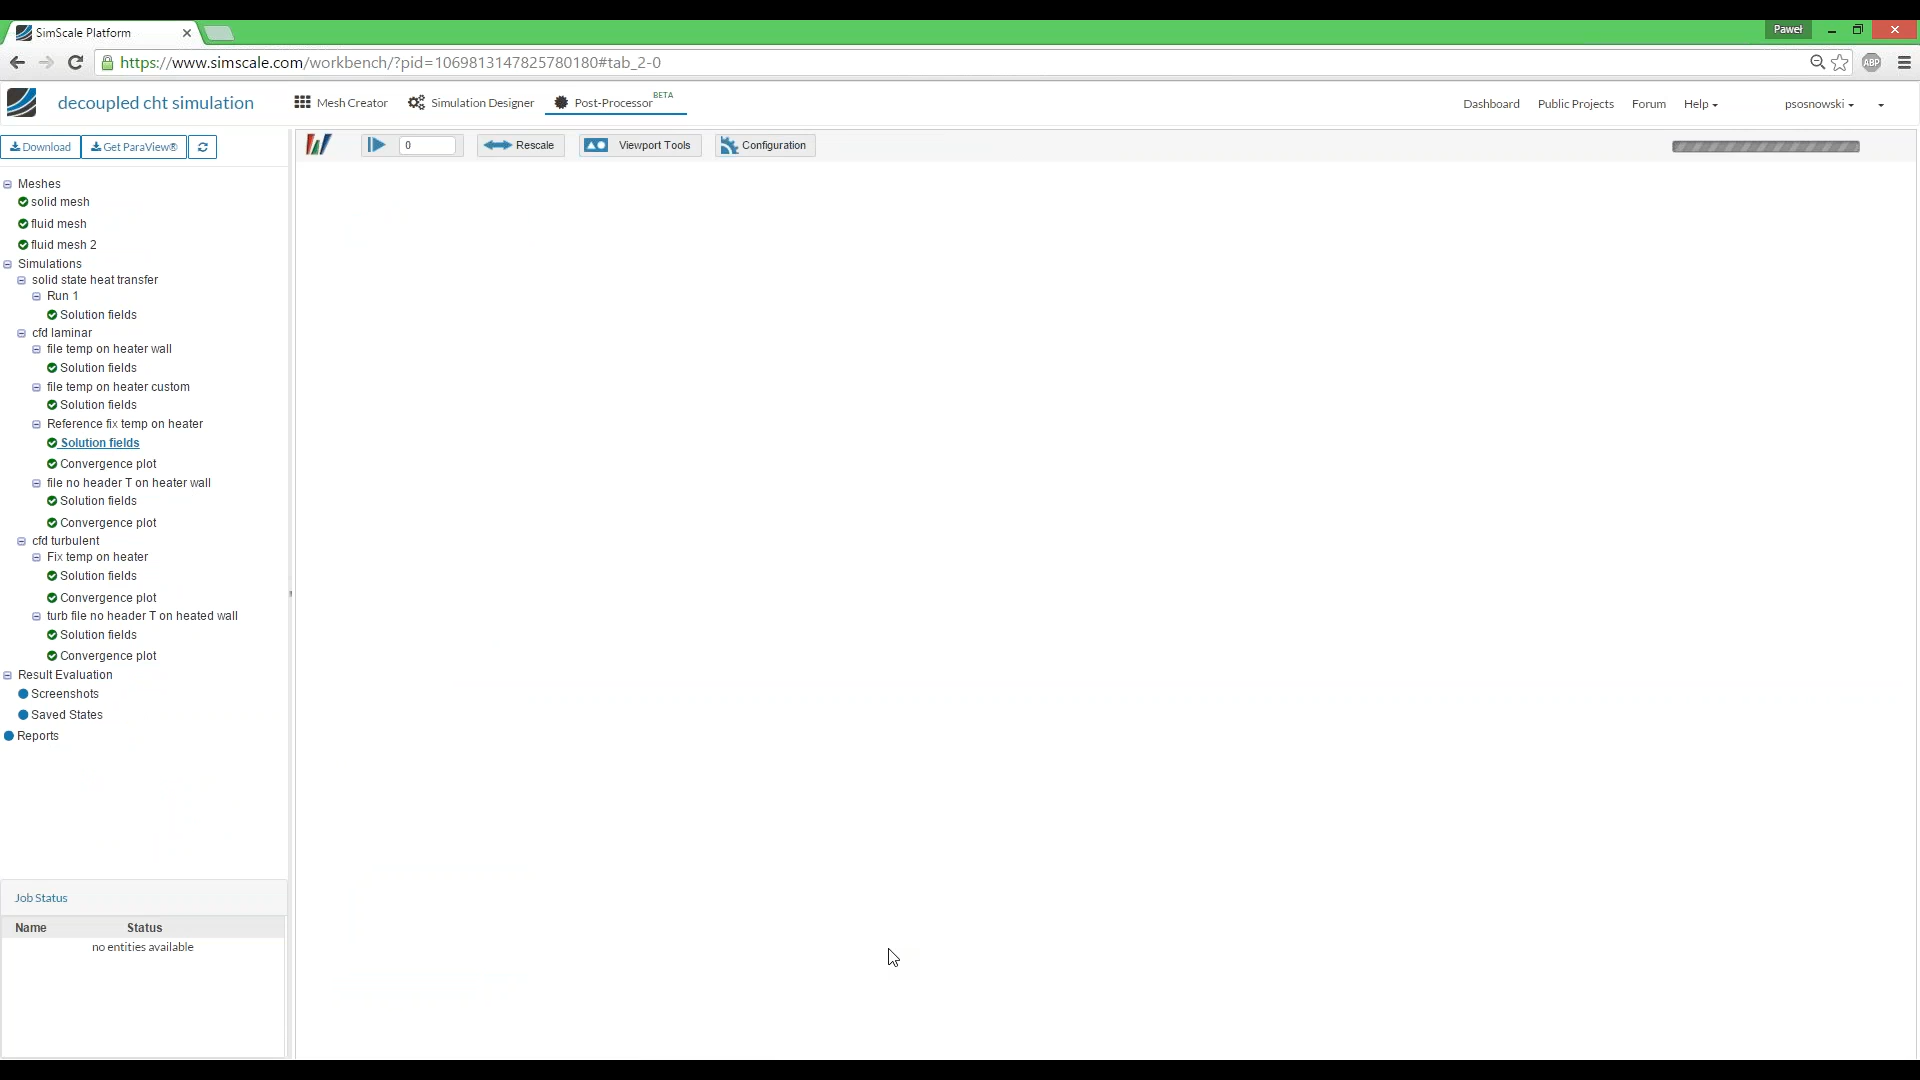 SimScale Platform
Paweł
https://www.simscale.com/workbench/?pid=1069813147825780180#tab_2-0
ABP
decoupled cht simulation
Mesh Creator
Simulation Designer
Post-Processor
BETA
Dashboard
Public Projects
Forum
Help
psosnowski
Download
Get ParaView®
0
Rescale
Viewport Tools
Configuration
Meshes
solid mesh
fluid mesh
fluid mesh 2
Simulations
solid state heat transfer
Run 1
Solution fields
cfd laminar
file temp on heater wall
Solution fields
file temp on heater custom
Solution fields
Reference fix temp on heater
Solution fields
Convergence plot
file no header T on heater wall
Solution fields
Convergence plot
cfd turbulent
Fix temp on heater
Solution fields
Convergence plot
turb file no header T on heated wall
Solution fields
Convergence plot
Result Evaluation
Screenshots
Saved States
Reports
Job Status
Name Status
no entities available